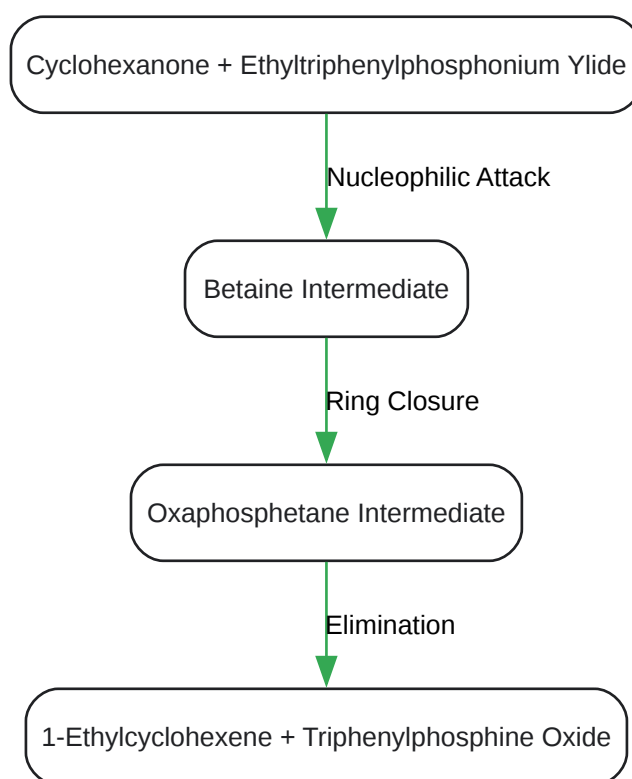 Cyclohexanone + Ethyltriphenylphosphonium Ylide
Nucleophilic Attack
Betaine Intermediate
Ring Closure
Oxaphosphetane Intermediate
Elimination
1-Ethylcyclohexene + Triphenylphosphine Oxide